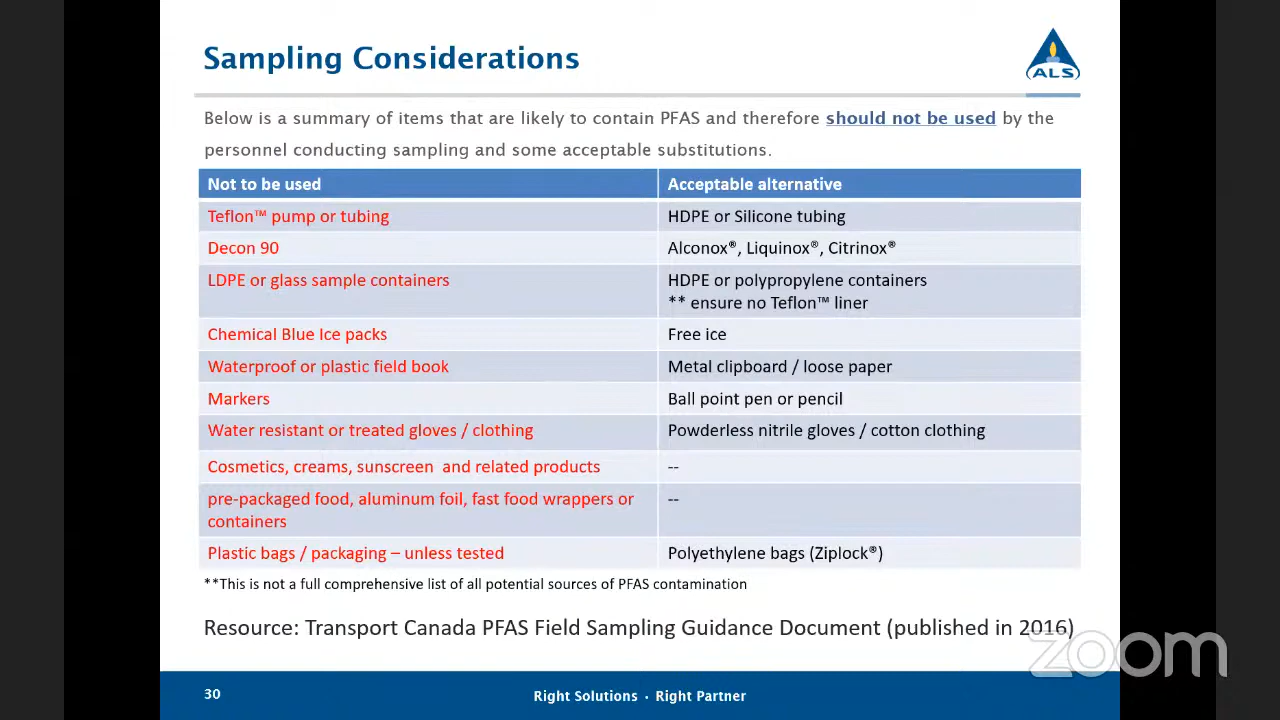 Sampling Considerations
ALS
Below is a summary of items that are likely to contain PFAS and therefore should not be used by the
personnel conducting sampling and some acceptable substitutions.
Not to be used Acceptable alternative
Teflon™ pump or tubing HDPE or Silicone tubing
Decon 90 Alconox®, Liquinox®, Citrinox®
LDPE or glass sample containers HDPE or polypropylene containers
** ensure no Teflon™ liner
Chemical Blue Ice packs Free ice
Waterproof or plastic field book Metal clipboard / loose paper
Markers Ball point pen or pencil
Water resistant or treated gloves / clothing Powderless nitrile gloves / cotton clothing
Cosmetics, creams, sunscreen and related products --
pre-packaged food, aluminum foil, fast food wrappers or --
containers
Plastic bags / packaging – unless tested Polyethylene bags (Ziplock®)
**This is not a full comprehensive list of all potential sources of PFAS contamination
Resource: Transport Canada PFAS Field Sampling Guidance Document (published in 2016)
zoom
30 Right Solutions · Right Partner